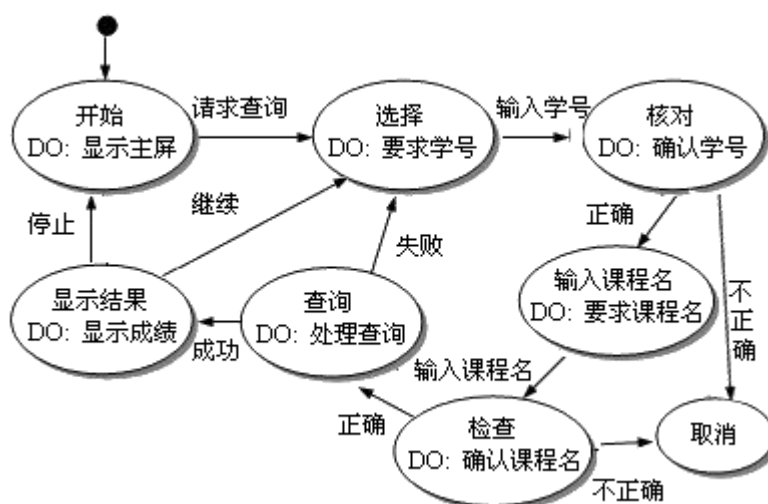 开始
DO: 显示主屏
请求查询
选择
DO: 要求学号
输入学号
核对
DO: 确认学号
停止
继续
失败
正确
不正确
显示结果
DO: 显示成绩
成功
查询
DO: 处理查询
输入课程名
DO: 要求课程名
输入课程名
正确
检查
DO: 确认课程名
不正确
取消